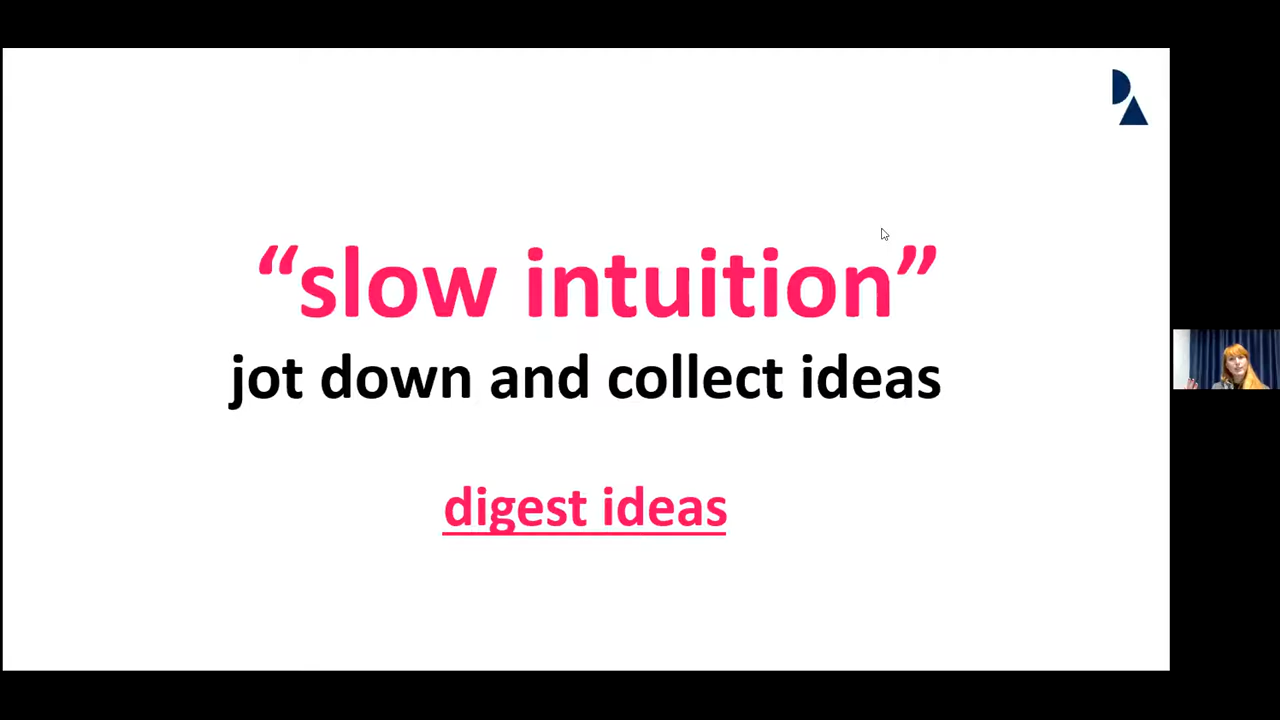 “slow intuition”
jot down and collect ideas
digest ideas